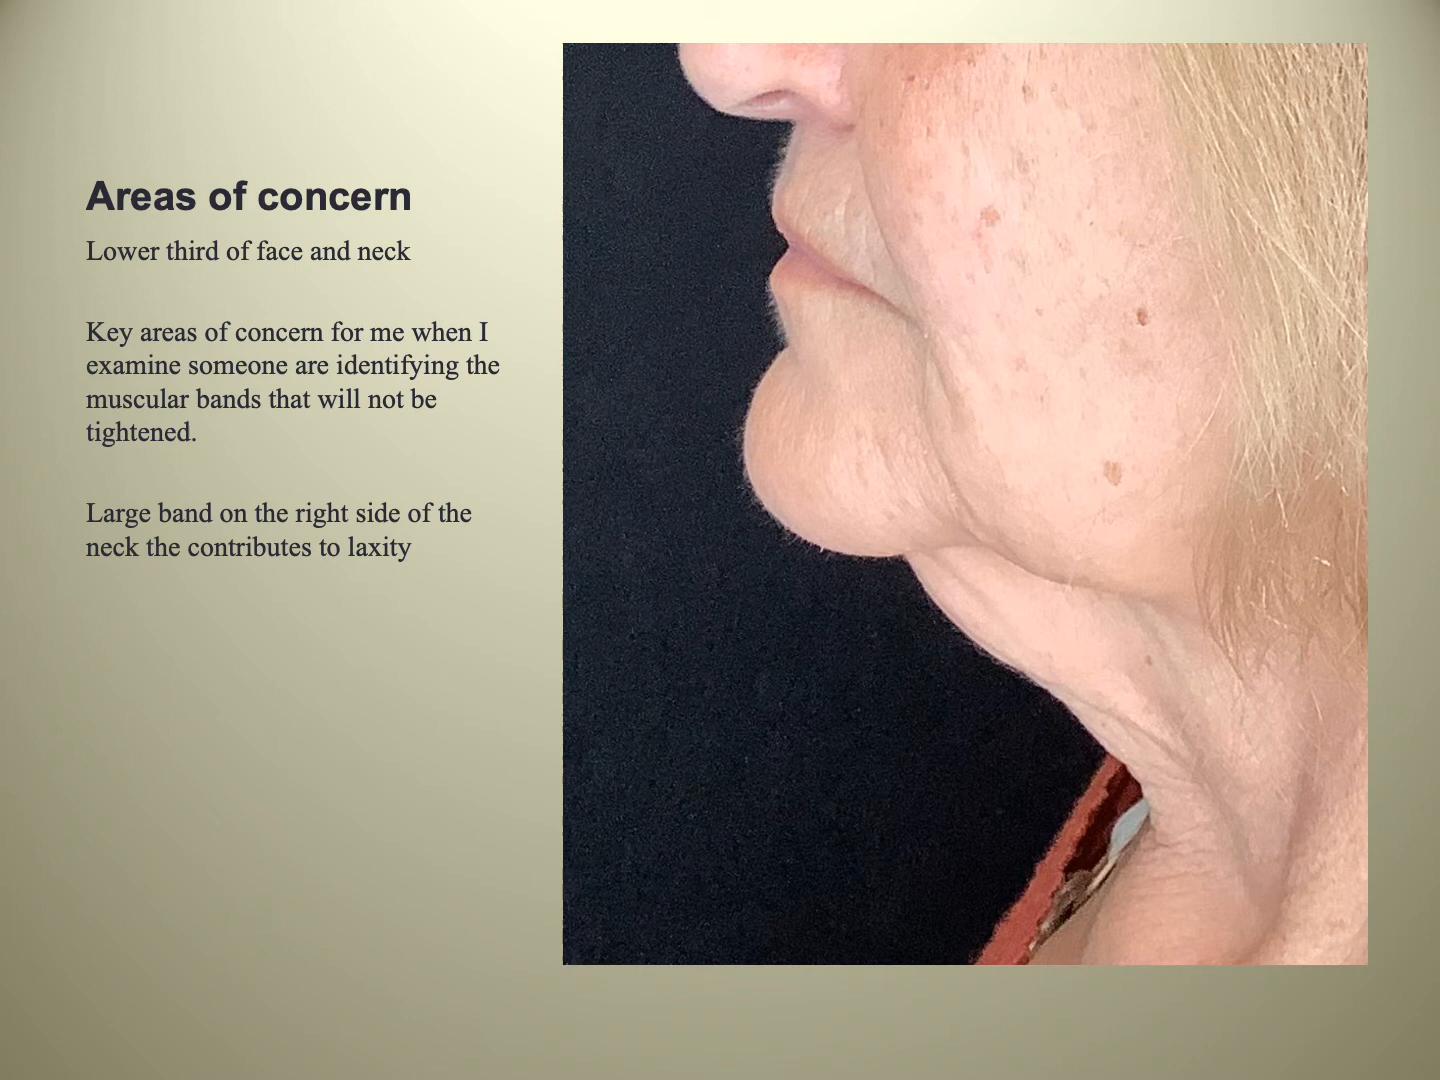 Areas of concern
Lower third of face and neck
Key areas of concern for me when I
examine someone are identifying the
muscular bands that will not be
tightened.
Large band on the right side of the
neck the contributes to laxity